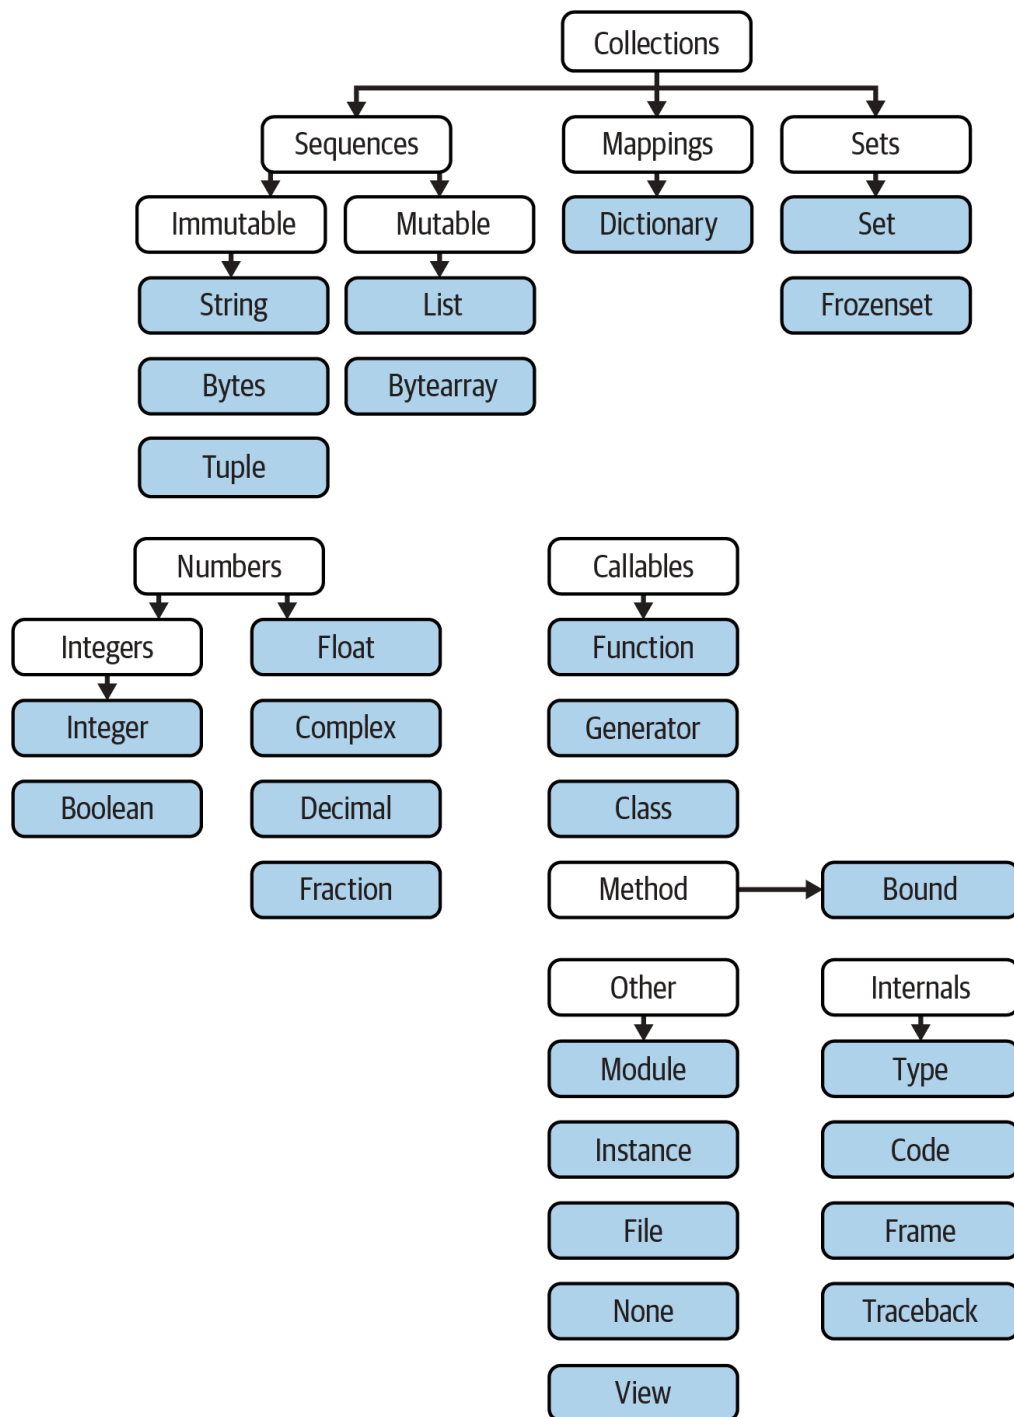 Collections
Sequences
Mappings
Sets
Immutable
Mutable
Dictionary
Set
String
List
Frozenset
Bytes
Bytearray
Tuple
Numbers
Callables
Integers
Float
Function
Integer
Complex
Generator
Boolean
Decimal
Class
Fraction
Method
Bound
Other
Internals
Module
Type
Instance
Code
File
Frame
None
Traceback
View